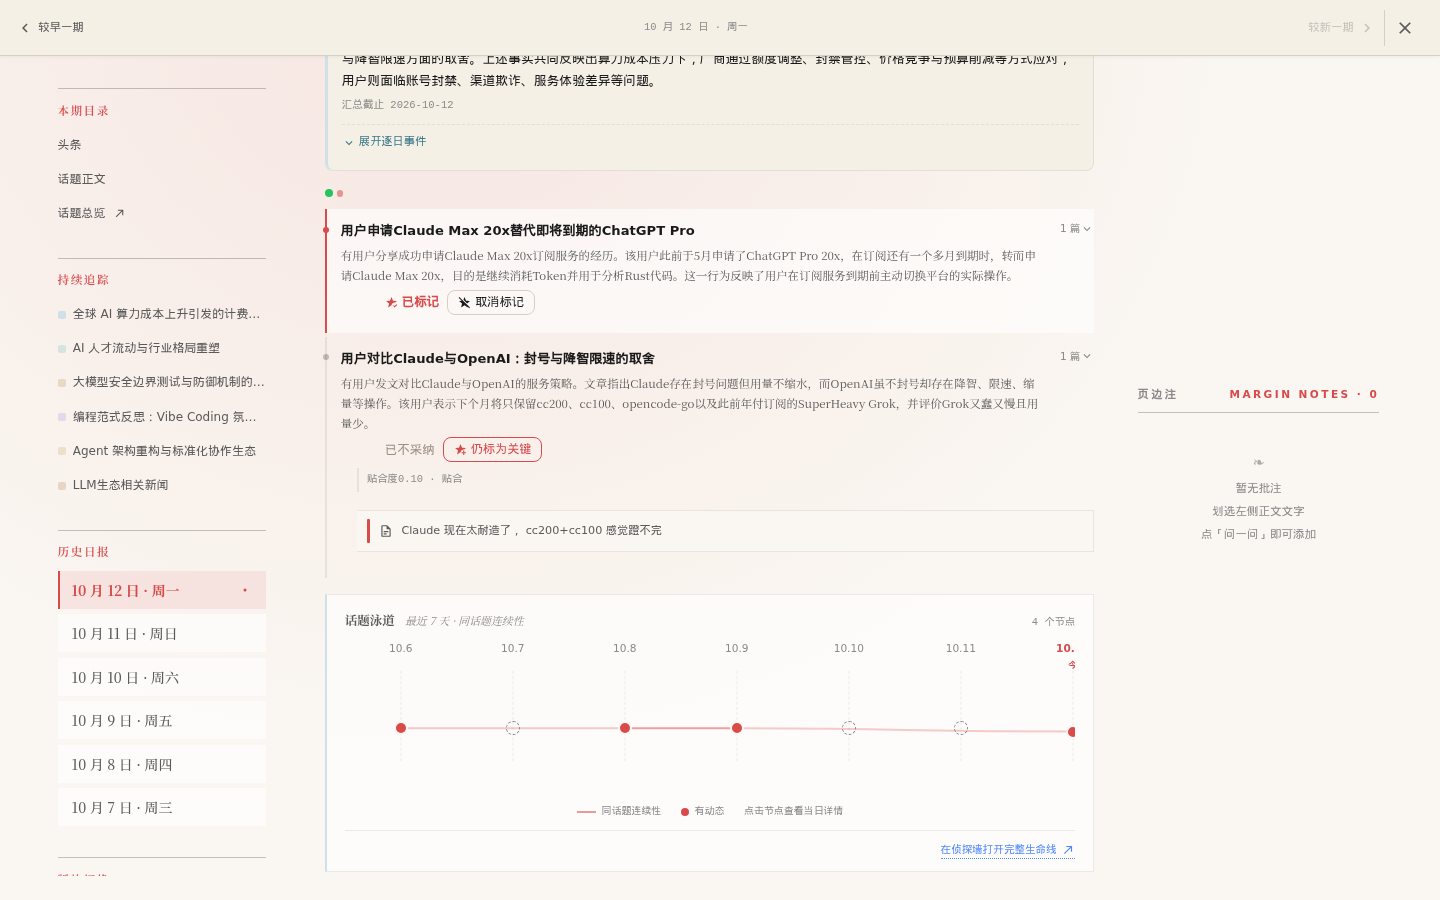 较早一期
10 月 12 日 · 周一
较新一期
与降智限速方面的取舍。上述事实共同反映出算力成本压力下，厂商通过额度调整、封禁管控、价格竞争与预算削减等方式应对，
用户则面临账号封禁、渠道欺诈、服务体验差异等问题。
汇总截止 2026-10-12
展开逐日事件
本期目录
头条
话题正文
话题总览
持续追踪
全球 AI 算力成本上升引发的计费...
AI 人才流动与行业格局重塑
大模型安全边界测试与防御机制的...
编程范式反思：Vibe Coding 氛...
Agent 架构重构与标准化协作生态
LLM生态相关新闻
历史日报
10 月 12 日 · 周一
10 月 11 日 · 周日
10 月 10 日 · 周六
10 月 9 日 · 周五
10 月 8 日 · 周四
10 月 7 日 · 周三
用户申请Claude Max 20x替代即将到期的ChatGPT Pro
1 篇
有用户分享成功申请Claude Max 20x订阅服务的经历。该用户此前于5月申请了ChatGPT Pro 20x，在订阅还有一个多月到期时，转而申
请Claude Max 20x，目的是继续消耗Token并用于分析Rust代码。这一行为反映了用户在订阅服务到期前主动切换平台的实际操作。
已标记
取消标记
用户对比Claude与OpenAI：封号与降智限速的取舍
1 篇
有用户发文对比Claude与OpenAI的服务策略。文章指出Claude存在封号问题但用量不缩水，而OpenAI虽不封号却存在降智、限速、缩
量等操作。该用户表示下个月将只保留cc200、cc100、opencode-go以及此前年付订阅的SuperHeavy Grok，并评价Grok又蠢又慢且用
量少。
已不采纳
仍标为关键
贴合度0.10 · 贴合
Claude 现在太耐造了， cc200+cc100 感觉蹬不完
话题泳道
最近 7 天 · 同话题连续性
4 个节点
10.6
10.7
10.8
10.9
10.10
10.11
10.
同话题连续性
有动态
点击节点查看当日详情
在侦探墙打开完整生命线
页边注
MARGIN NOTES · 0
暂无批注
划选左侧正文文字
点「问一问」即可添加